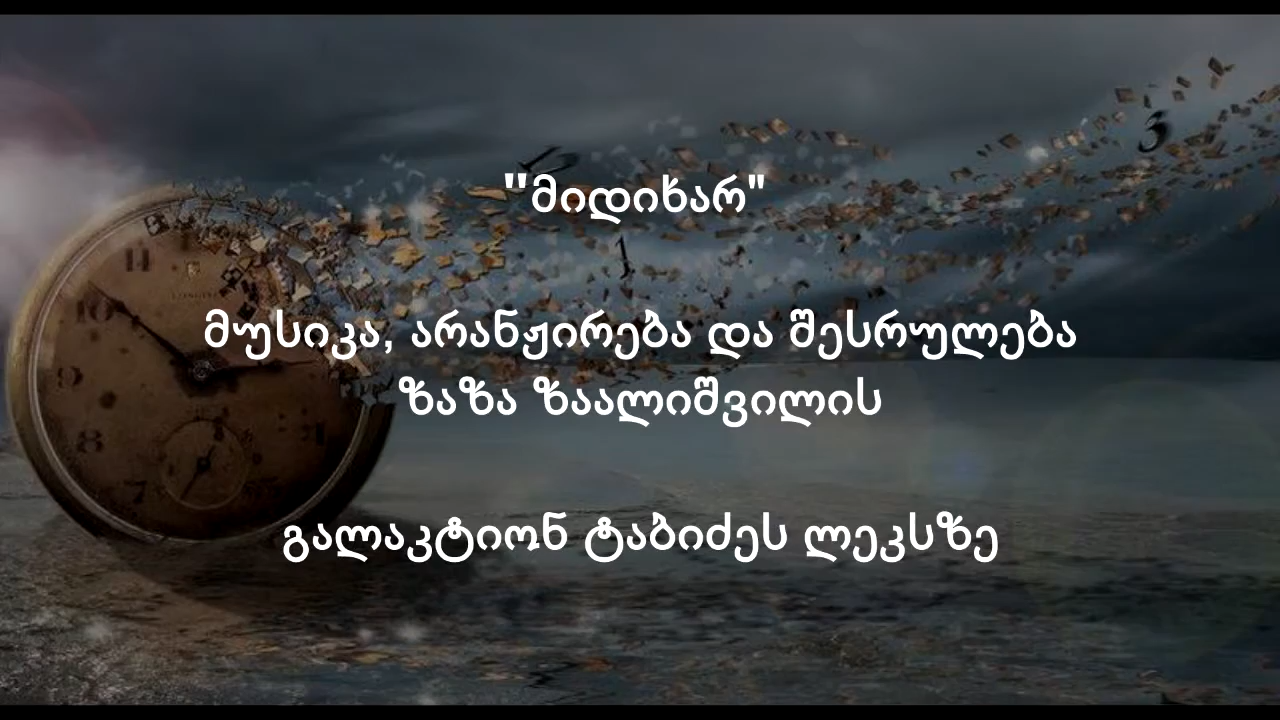 "მიდიხარ"
მუსიკა, არანჟირება და შესრულება
ზაზა ზაალიშვილის
გალაკტიონ ტაბიძეს ლექსზე